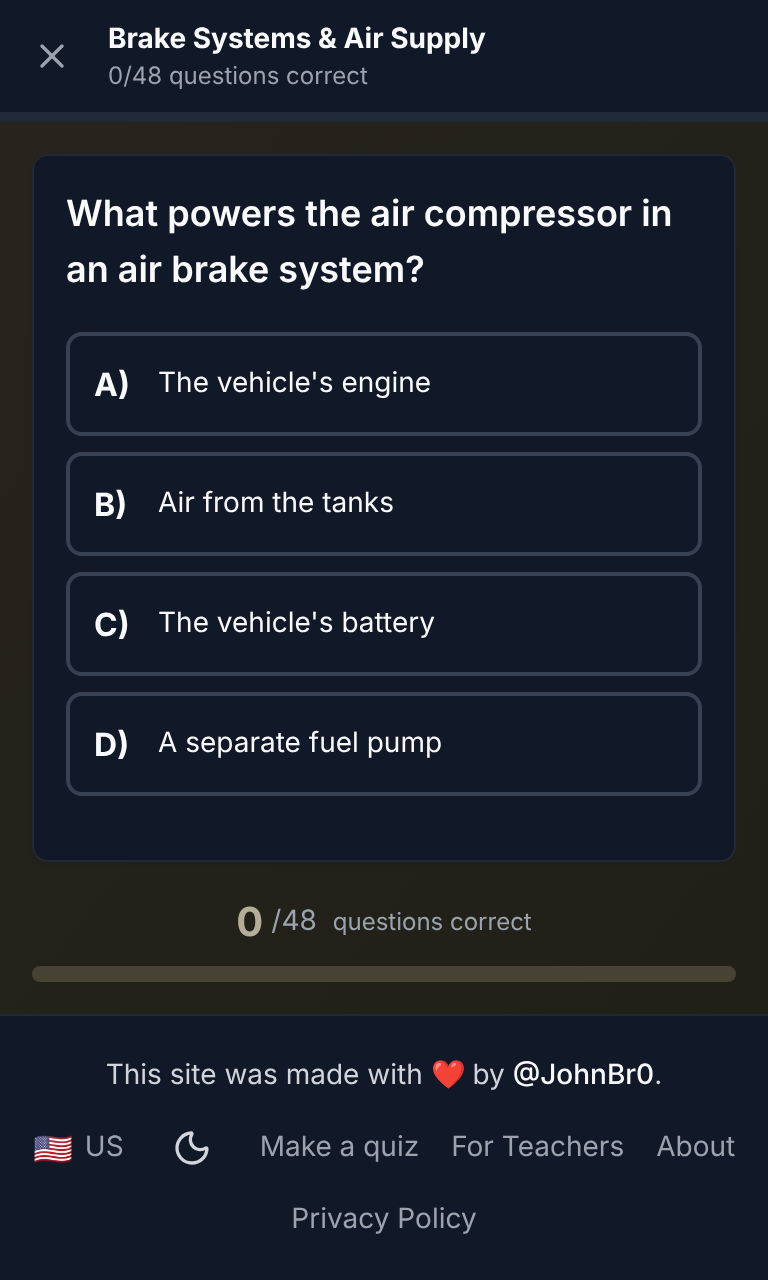 Brake Systems & Air Supply
0/48 questions correct
What powers the air compressor in
an air brake system?
A) The vehicle's engine
B) Air from the tanks
C) The vehicle's battery
D) A separate fuel pump
0 /48 questions correct
This site was made with ❤️ by @JohnBr0.
🇺🇸 US Make a quiz For Teachers About
Privacy Policy